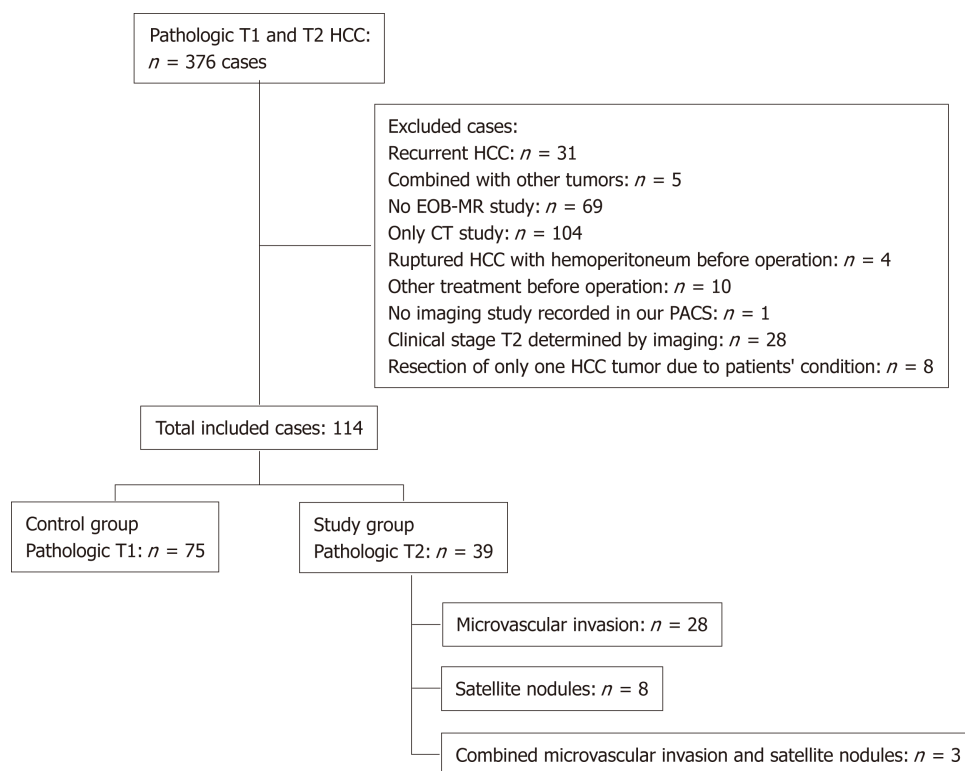 Pathologic T1 and T2 HCC:
n = 376 cases
Excluded cases:
Recurrent HCC: n = 31
Combined with other tumors: n = 5
No EOB-MR study: n = 69
Only CT study: n = 104
Ruptured HCC with hemoperitoneum before operation: n = 4
Other treatment before operation: n = 10
No imaging study recorded in our PACS: n = 1
Clinical stage T2 determined by imaging: n = 28
Resection of only one HCC tumor due to patients' condition: n = 8
Total included cases: 114
Control group
Pathologic T1: n = 75
Study group
Pathologic T2: n = 39
Microvascular invasion: n = 28
Satellite nodules: n = 8
Combined microvascular invasion and satellite nodules: n = 3